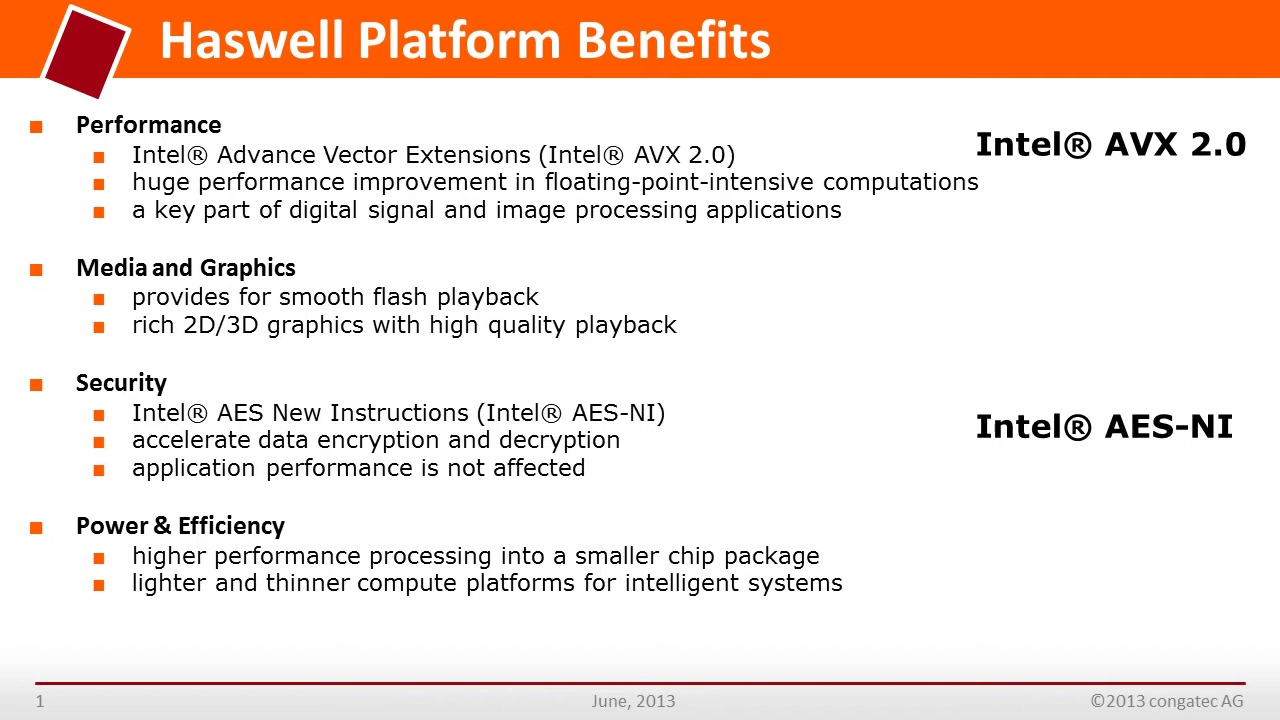 Haswell Platform Benefits
Performance
Intel® Advance Vector Extensions (Intel® AVX 2.0)
huge performance improvement in floating-point-intensive computations
a key part of digital signal and image processing applications
Intel® AVX 2.0
Media and Graphics
provides for smooth flash playback
rich 2D/3D graphics with high quality playback
Security
Intel® AES New Instructions (Intel® AES-NI)
accelerate data encryption and decryption
application performance is not affected
Intel® AES-NI
Power & Efficiency
higher performance processing into a smaller chip package
lighter and thinner compute platforms for intelligent systems
1
June, 2013
©2013 congatec AG